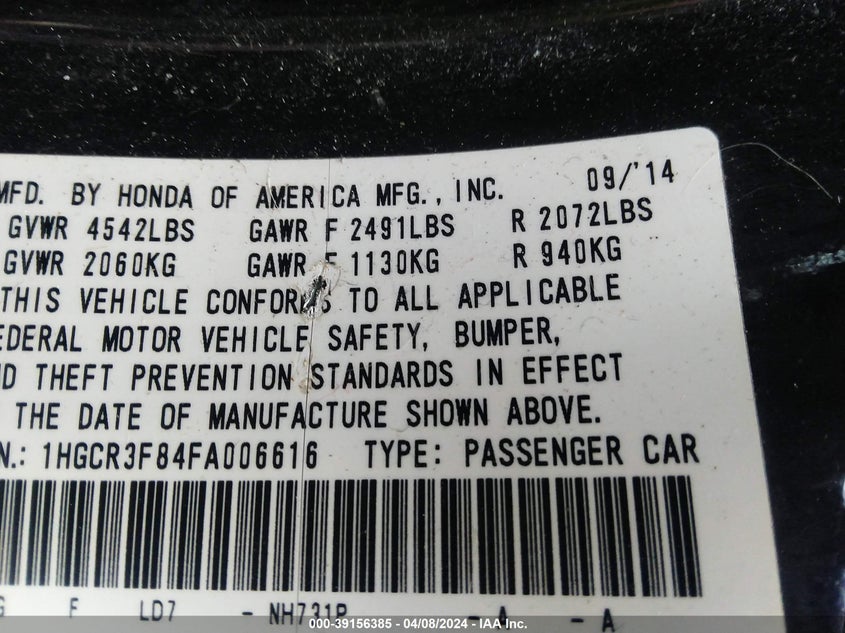 MFD. BY HONDA OF AMERICA MFG., INC. 09/'14
GVWR 4542LBS GAWR F 2491LBS R 2072LBS
GVWR 2060KG GAWR F 1130KG R 940KG
THIS VEHICLE CONFORMS TO ALL APPLICABLE
FEDERAL MOTOR VEHICLE SAFETY, BUMPER,
ND THEFT PREVENTION STANDARDS IN EFFECT
THE DATE OF MANUFACTURE SHOWN ABOVE.
N.: 1HGCR3F84FA006616 TYPE: PASSENGER CAR
G F LD7 - NH731P - A - A
000-39156385 - 04/08/2024 - IAA Inc.